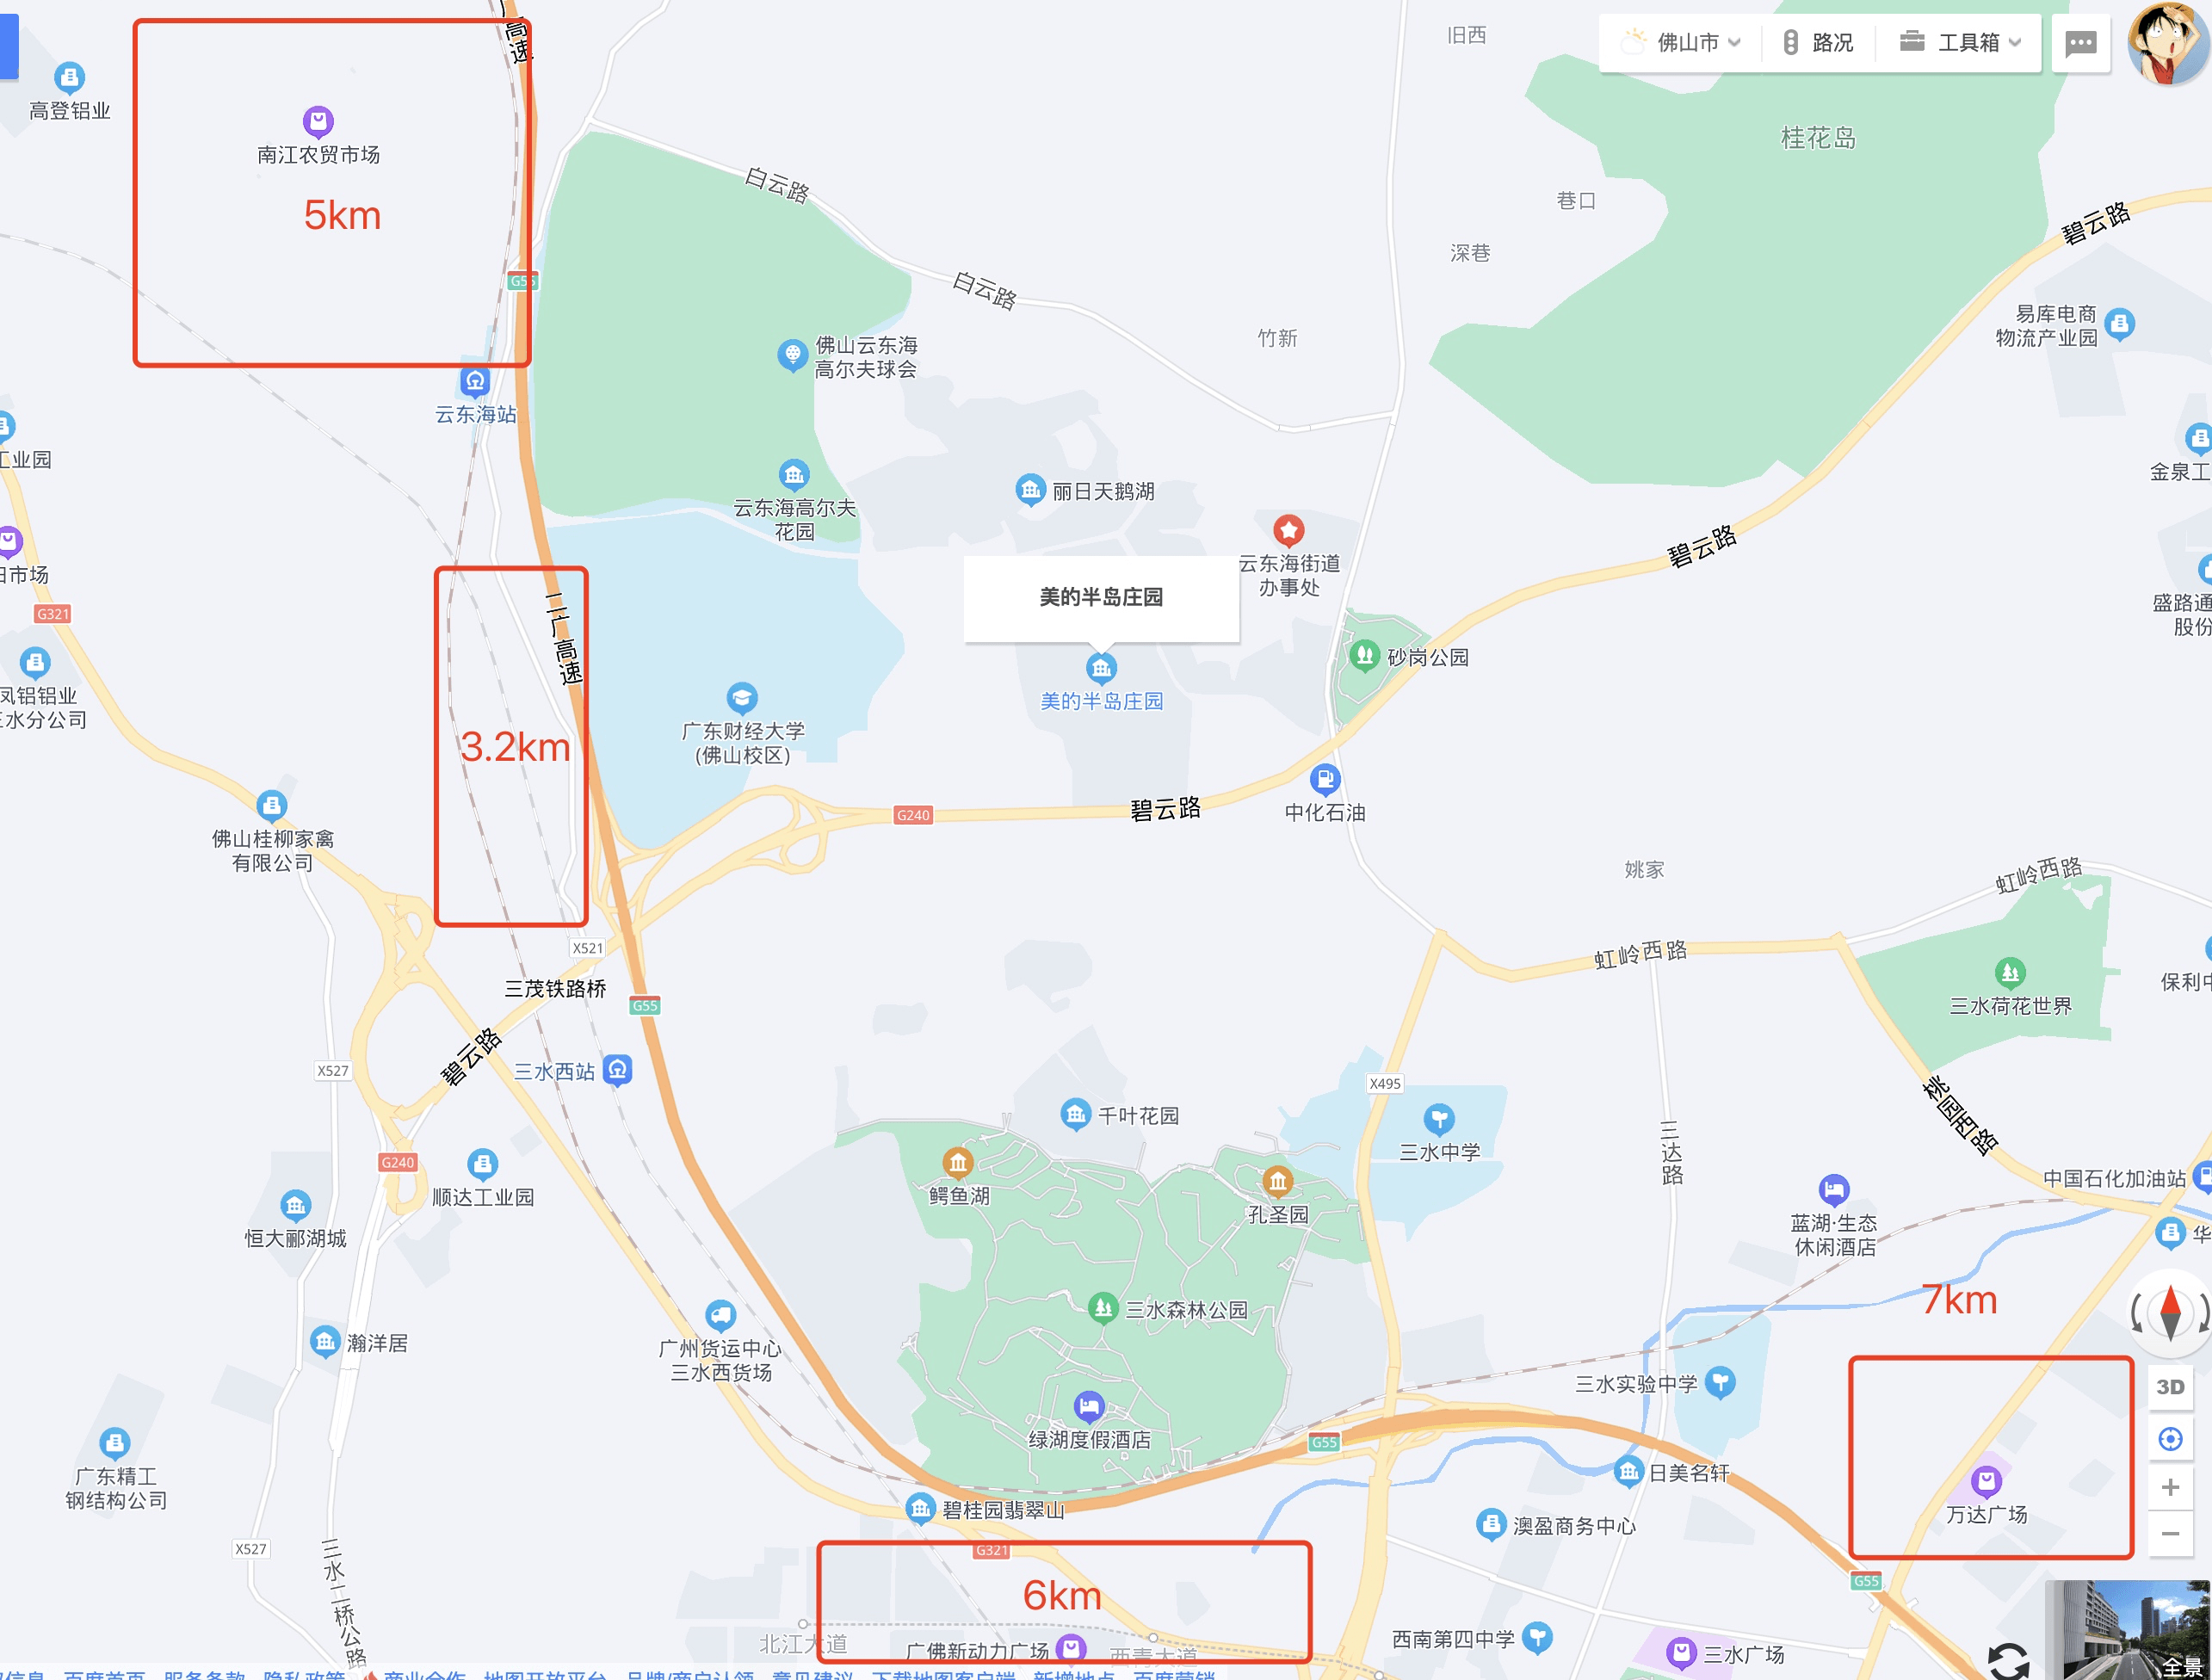 高速
旧西
佛山市
路况
工具箱
高登铝业
南江农贸市场
桂花岛
白云路
巷口
5km
碧云路
深巷
G55
白云路
易库电商
物流产业园
竹新
佛山云东海
高尔夫球会
云东海站
工业园
金泉工
丽日天鹅湖
云东海高尔夫
花园
碧云路
云东海街道
办事处
市场
美的半岛庄园
G321
二广高速
盛路通
股份
砂岗公园
凤铝铝业
三水分公司
美的半岛庄园
广东财经大学
(佛山校区)
3.2km
G240
碧云路
中化石油
佛山桂柳家禽
有限公司
姚家
虹岭西路
X521
虹岭西路
三茂铁路桥
G55
三水荷花世界
保利中
碧云路
X527
三水西站
X495
千叶花园
桃园西路
三水中学
三达路
G240
顺达工业园
鳄鱼湖
孔圣园
中国石化加油站
恒大郦湖城
蓝湖·生态
休闲酒店
华
7km
三水森林公园
瀚洋居
广州货运中心
三水西货场
三水实验中学
3D
绿湖度假酒店
G55
日美名轩
广东精工
钢结构公司
碧桂园翡翠山
澳盈商务中心
万达广场
X527
G321
三水二桥公路
6km
G55
北江大道
广佛新动力广场
西青大道
西南第四中学
三水广场
全景
百度首页
服务条款
隐私政策
商业合作
地图开放平台
品牌/商户认领
意见建议
下载地图客户端
新增地点
百度营销